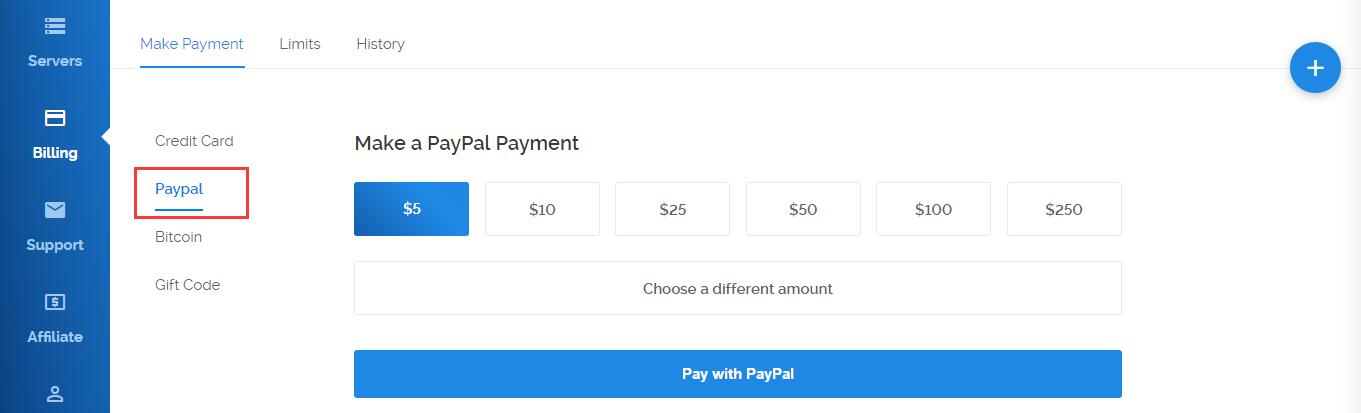 Servers
Billing
Support
Affiliate
Make Payment Limits History
Credit Card
Paypal
Bitcoin
Gift Code
Make a PayPal Payment
$5 $10 $25 $50 $100 $250
Choose a different amount
Pay with PayPal